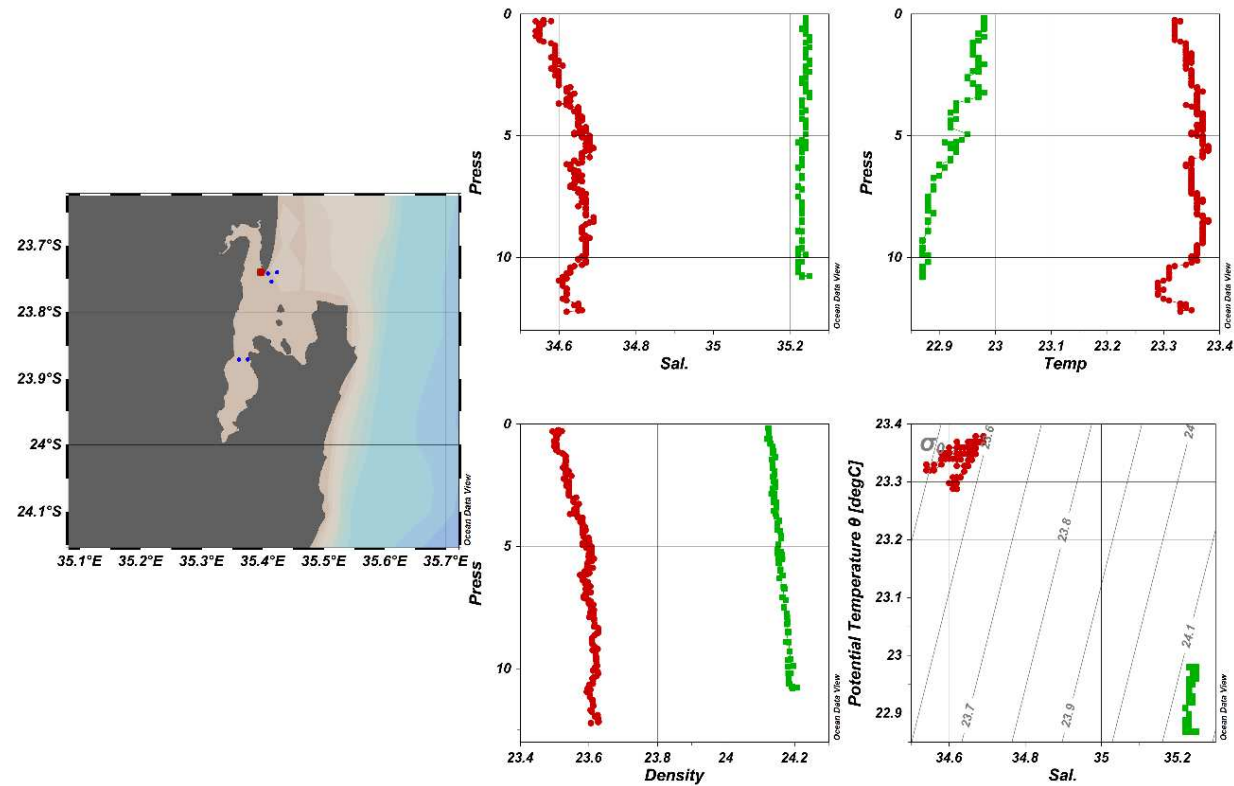 23.7°S
23.8°S
23.9°S
24°S
24.1°S
35.1°E 35.2°E 35.3°E 35.4°E 35.5°E 35.6°E 35.7°E
Ocean Data View
0
5
10
Press
34.6 34.8 35 35.2
Sal.
Ocean Data View
0
5
10
Press
22.9 23 23.1 23.2 23.3 23.4
Temp
Ocean Data View
0
5
10
Press
23.4 23.6 23.8 24 24.2
Density
Ocean Data View
23.4
23.3
23.2
23.1
23
22.9
Potential Temperature θ [degC]
σ
23.6
24
23.8
24.1
23.7
23.9
34.6 34.8 35 35.2
Sal.
Ocean Data View